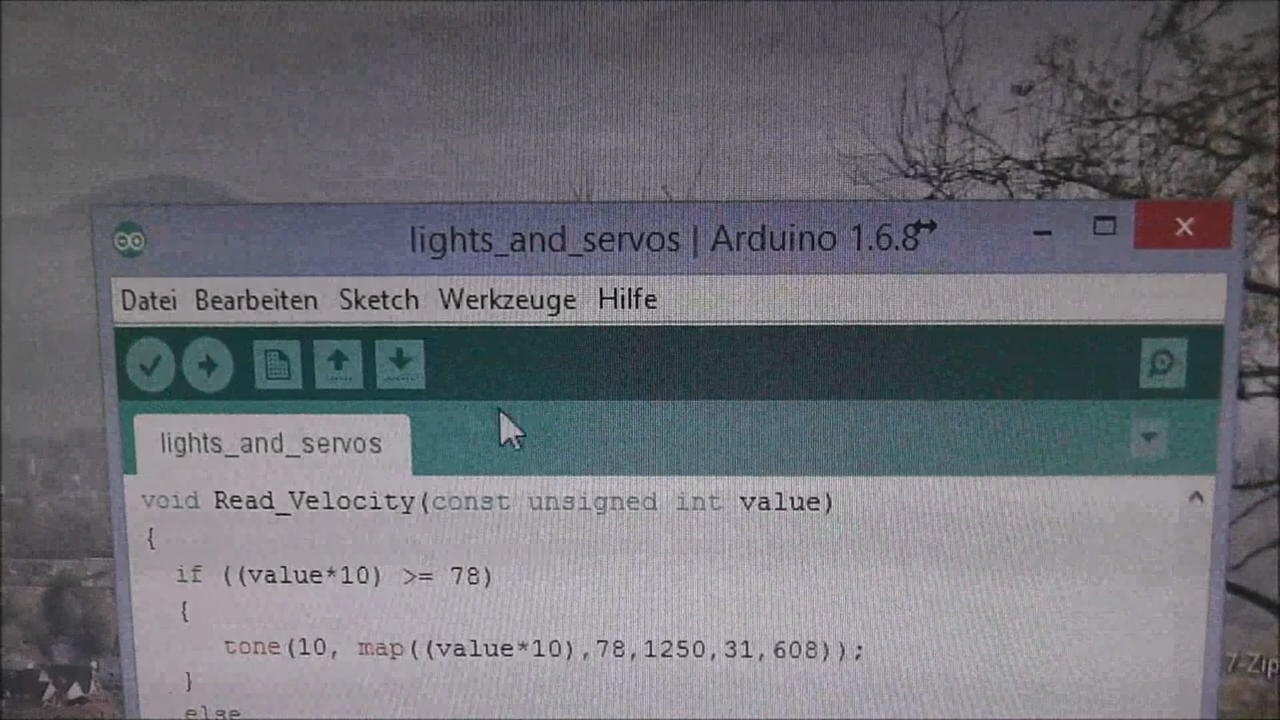 lights_and_servos | Arduino 1.6.8
Datei Bearbeiten Sketch Werkzeuge Hilfe
lights_and_servos
void Read_Velocity(const unsigned int value)
{
if ((value*10) >= 78)
{
tone(10, map((value*10),78,1250,31,608));
}
else
7-Zip